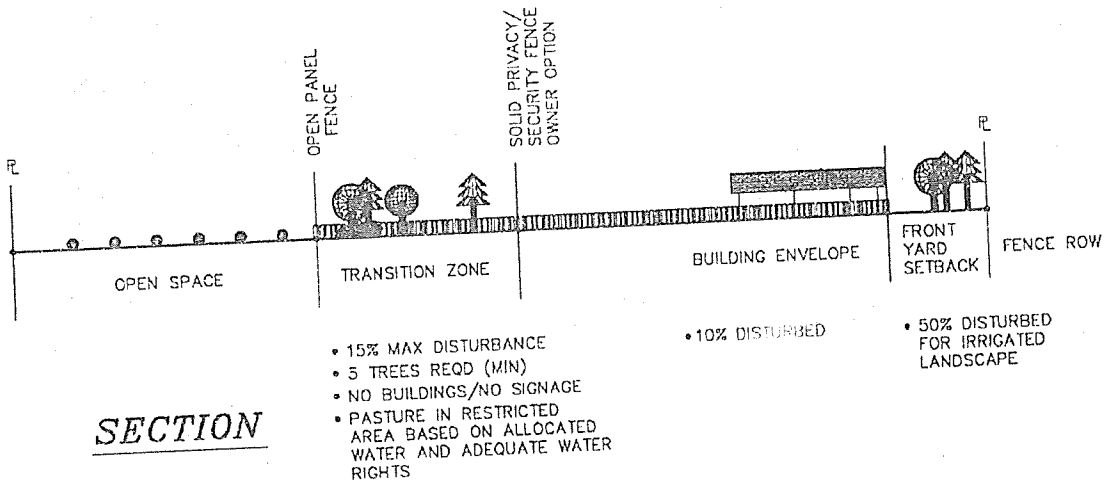 OPEN PANEL
FENCE
SOLID PRIVACY/
SECURITY FENCE
OWNER OPTION
PL
PL
OPEN SPACE
TRANSITION ZONE
BUILDING ENVELOPE
FRONT
YARD
SETBACK
FENCE ROW
• 15% MAX DISTURBANCE
• 5 TREES REQD (MIN)
• NO BUILDINGS/NO SIGNAGE
• PASTURE IN RESTRICTED
AREA BASED ON ALLOCATED
WATER AND ADEQUATE WATER
RIGHTS
• 10% DISTURBED
• 50% DISTURBED
FOR IRRIGATED
LANDSCAPE
SECTION